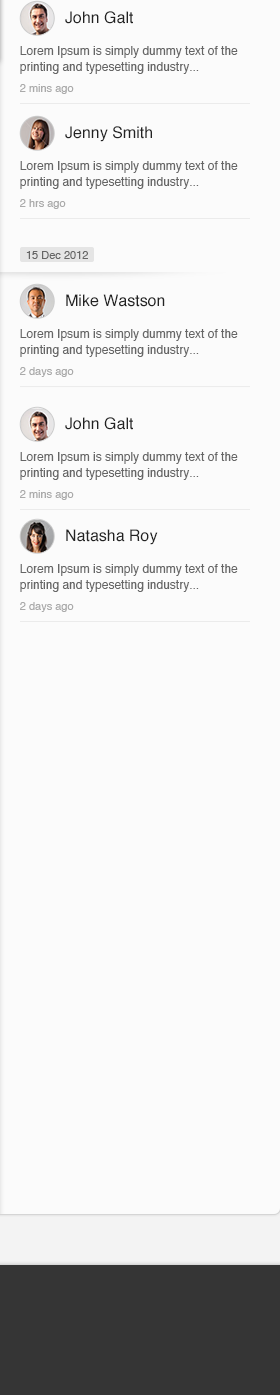 John Galt
Lorem Ipsum is simply dummy text of the
printing and typesetting industry...
2 mins ago
Jenny Smith
Lorem Ipsum is simply dummy text of the
printing and typesetting industry...
2 hrs ago
15 Dec 2012
Mike Wastson
Lorem Ipsum is simply dummy text of the
printing and typesetting industry...
2 days ago
John Galt
Lorem Ipsum is simply dummy text of the
printing and typesetting industry...
2 mins ago
Natasha Roy
Lorem Ipsum is simply dummy text of the
printing and typesetting industry...
2 days ago